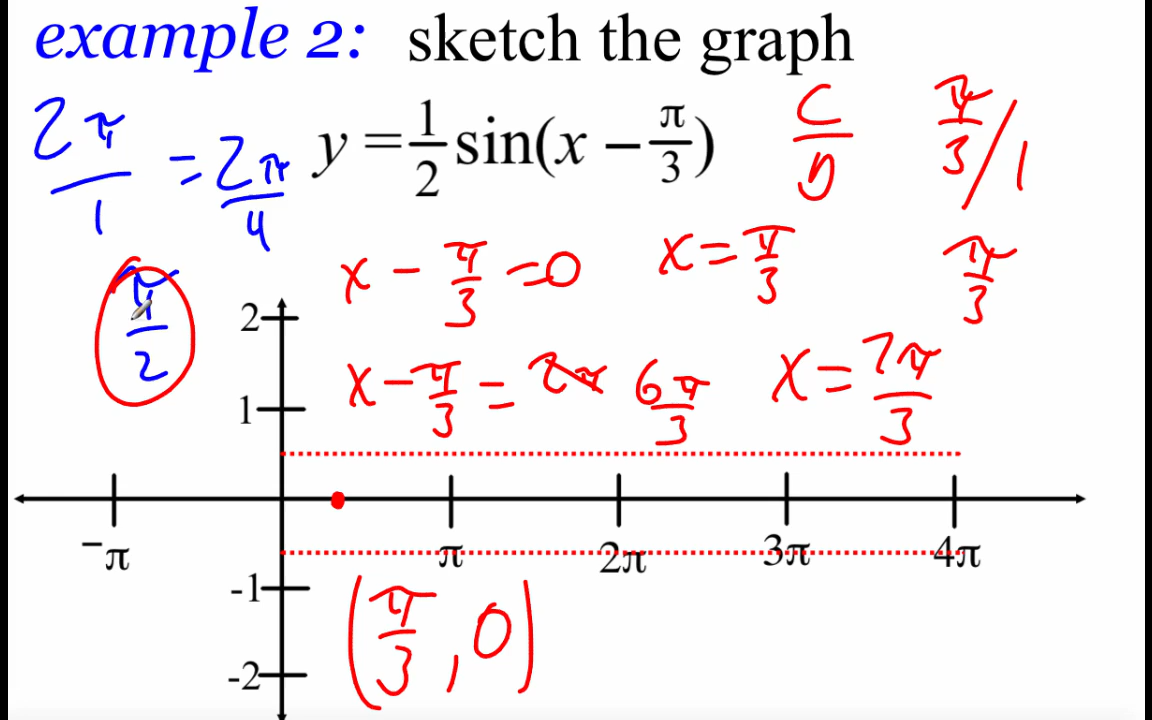 example 2: sketch the graph
2π/1 = 2π/4
y = 1/2 sin(x − π/3)
C/B
π/3 / 1
x − π/3 = 0
x = π/3
π/3
π/2
x − π/3 = 2π 6π/3
x = 7π/3
2
1
−π
π
2π
3π
4π
-1
-2
(π/3, 0)